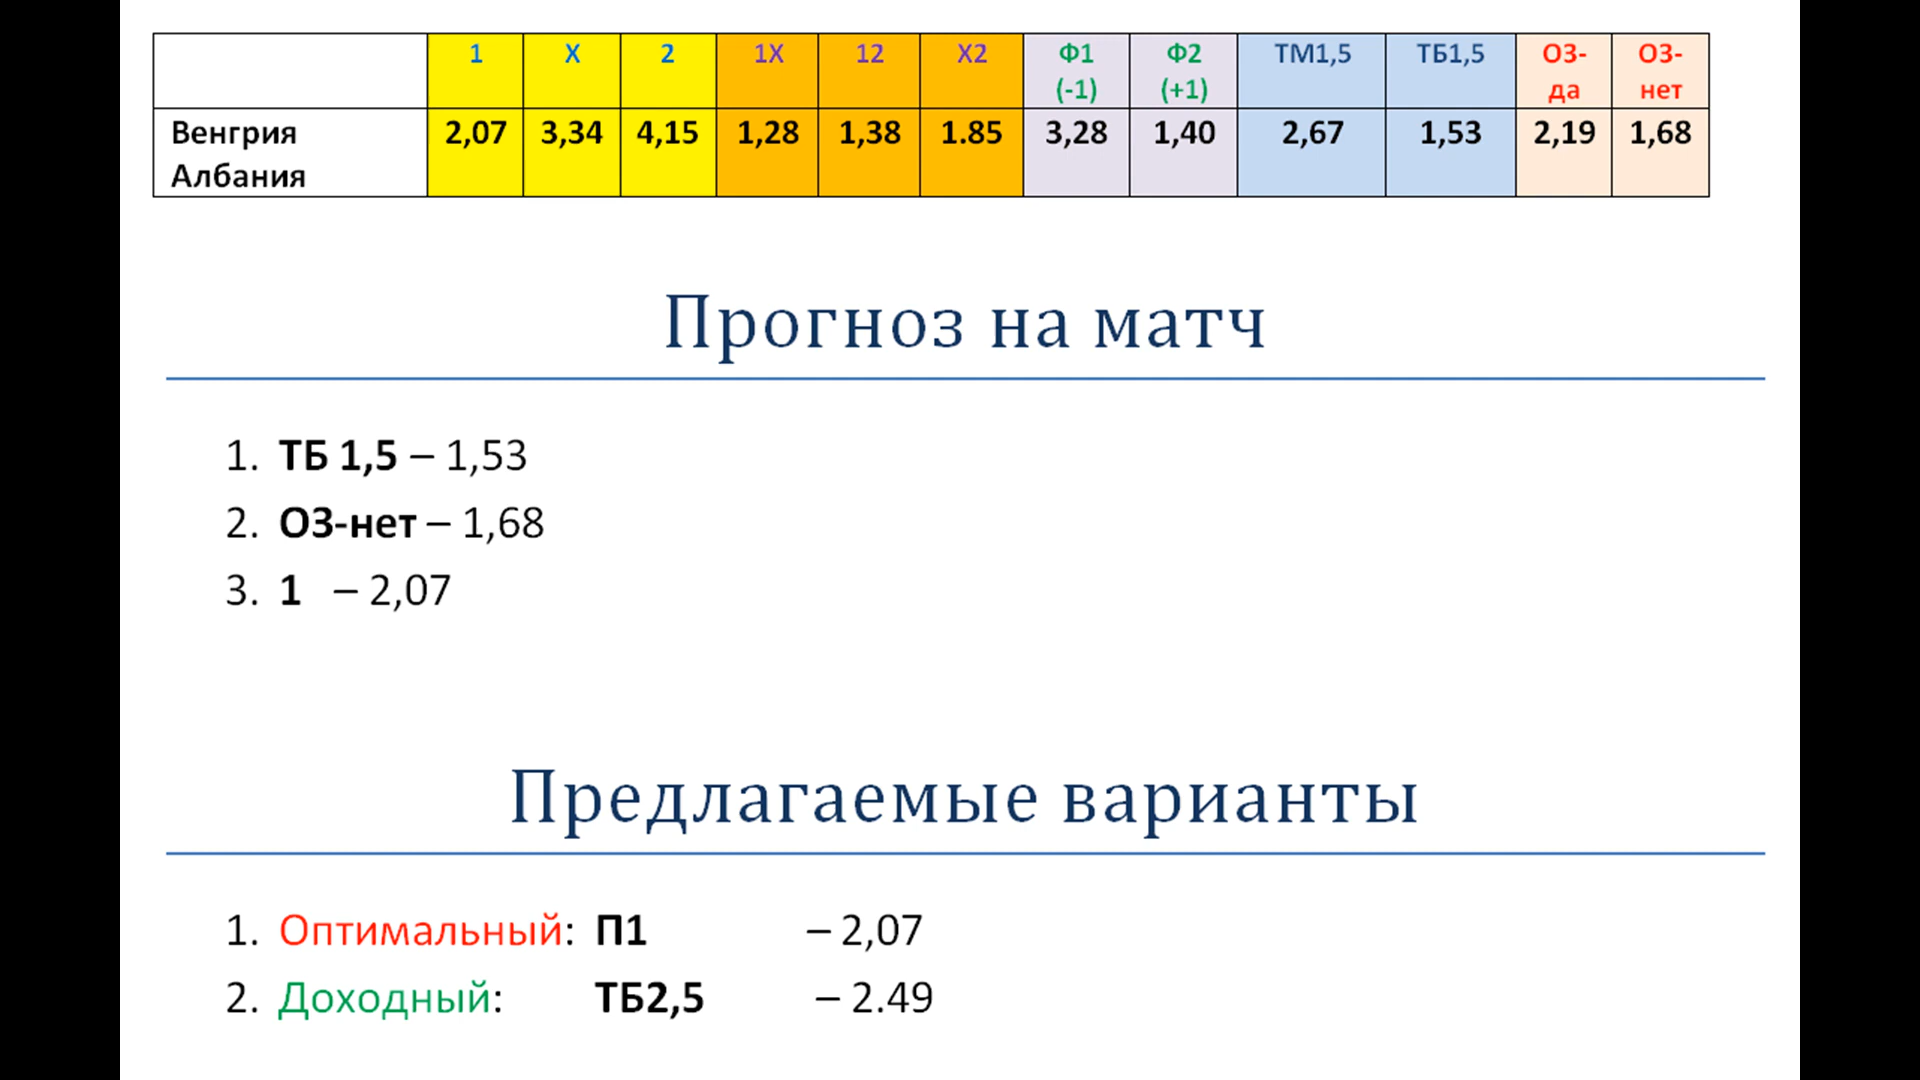 1 X 2 1X 12 X2 Ф1 (-1) Ф2 (+1) ТМ1,5 ТБ1,5 ОЗ-да ОЗ-нет
Венгрия Албания 2,07 3,34 4,15 1,28 1,38 1.85 3,28 1,40 2,67 1,53 2,19 1,68
Прогноз на матч
1. ТБ 1,5 – 1,53
2. ОЗ-нет – 1,68
3. 1 – 2,07
Предлагаемые варианты
1. Оптимальный: П1 – 2,07
2. Доходный: ТБ2,5 – 2.49